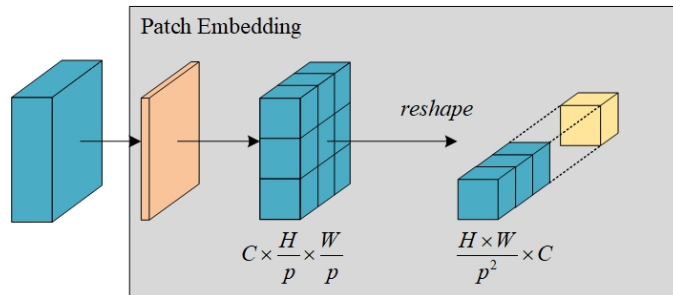 Patch Embedding
reshape
C × H/p × W/p
H × W/p² × C